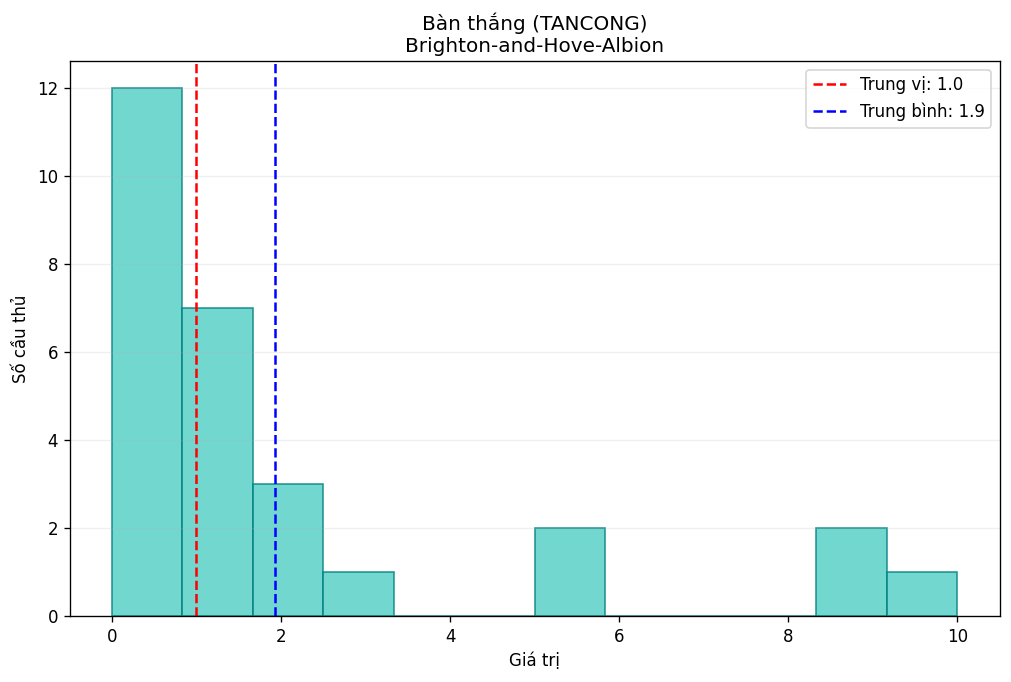 Bàn thắng (TANCONG)
Brighton-and-Hove-Albion
Trung vị: 1.0
Trung bình: 1.9
Số cầu thủ
12
10
8
6
4
2
0
0 2 4 6 8 10
Giá trị